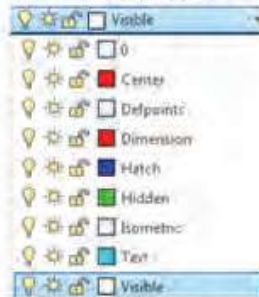 Visible
0
Center
Defpoints
Dimension
Hatch
Hidden
Isometric
Text
Visible